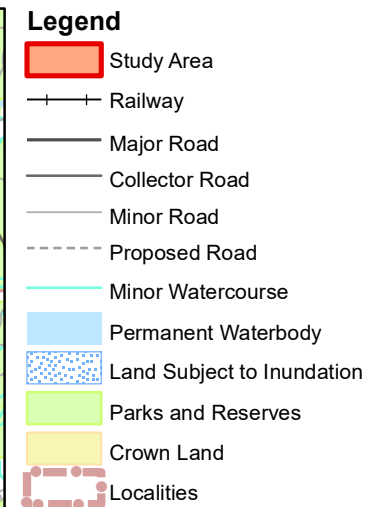 Legend
Study Area
Railway
Major Road
Collector Road
Minor Road
Proposed Road
Minor Watercourse
Permanent Waterbody
Land Subject to Inundation
Parks and Reserves
Crown Land
Localities